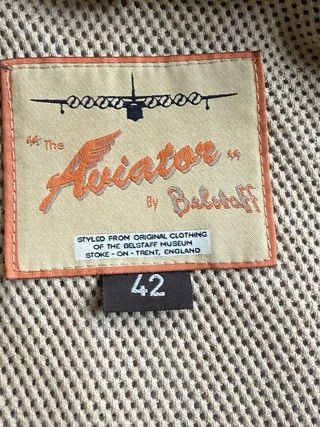 "The
Aviator"
By Belstaff
STYLED FROM ORIGINAL CLOTHING
OF THE BELSTAFF MUSEUM
STOKE - ON - TRENT, ENGLAND
42